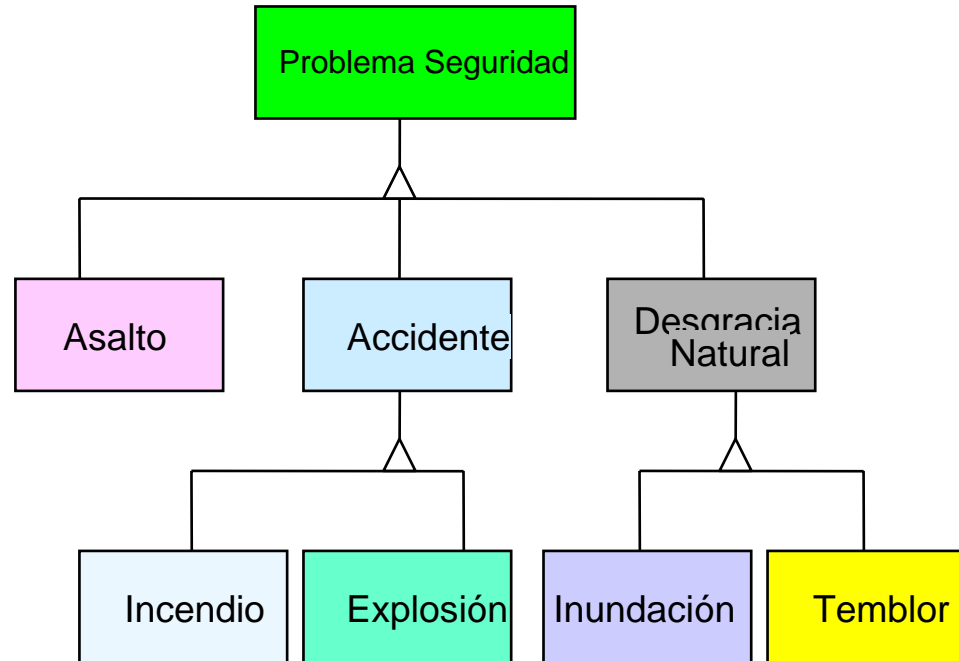 Problema Seguridad
Asalto
Accidente
Desgracia
Natural
Incendio
Explosión
Inundación
Temblor